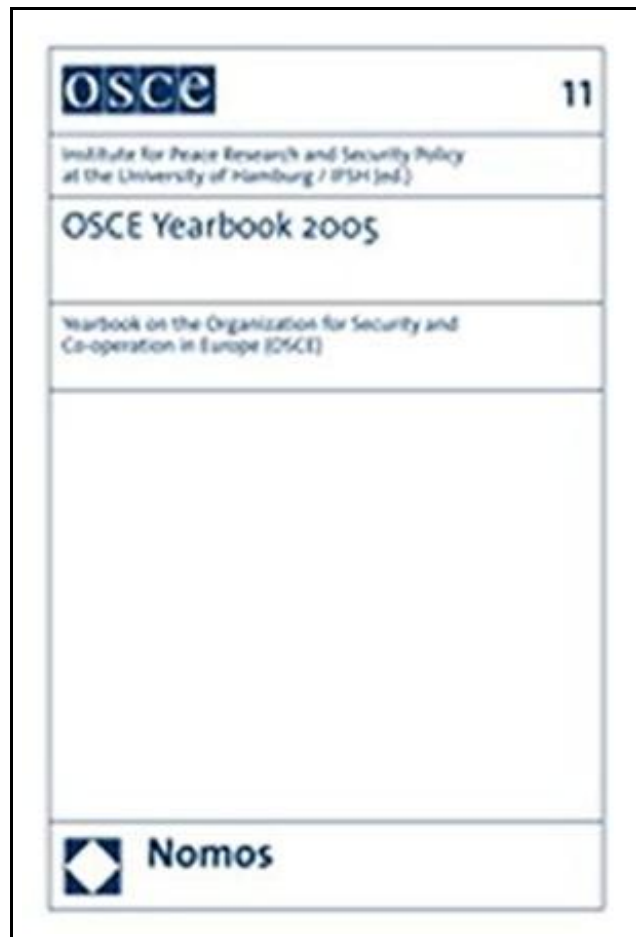 osce
11
Institute for Peace Research and Security Policy
at the University of Hamburg / IFSH (ed.)
OSCE Yearbook 2005
Yearbook on the Organization for Security and
Co-operation in Europe (OSCE)
Nomos